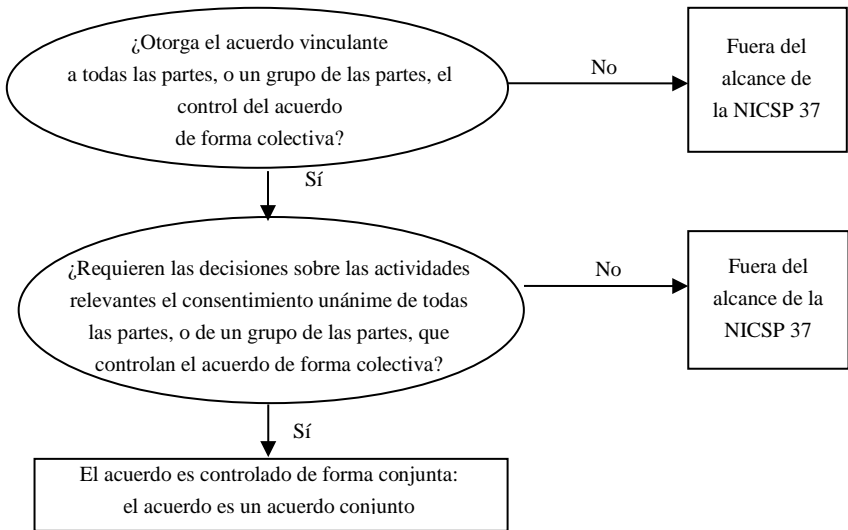 ¿Otorga el acuerdo vinculante
a todas las partes, o un grupo de las partes, el
control del acuerdo
de forma colectiva?
No
Fuera del
alcance de
la NICSP 37
Sí
¿Requieren las decisiones sobre las actividades
relevantes el consentimiento unánime de todas
las partes, o de un grupo de las partes, que
controlan el acuerdo de forma colectiva?
No
Fuera del
alcance de la
NICSP 37
Sí
El acuerdo es controlado de forma conjunta:
el acuerdo es un acuerdo conjunto